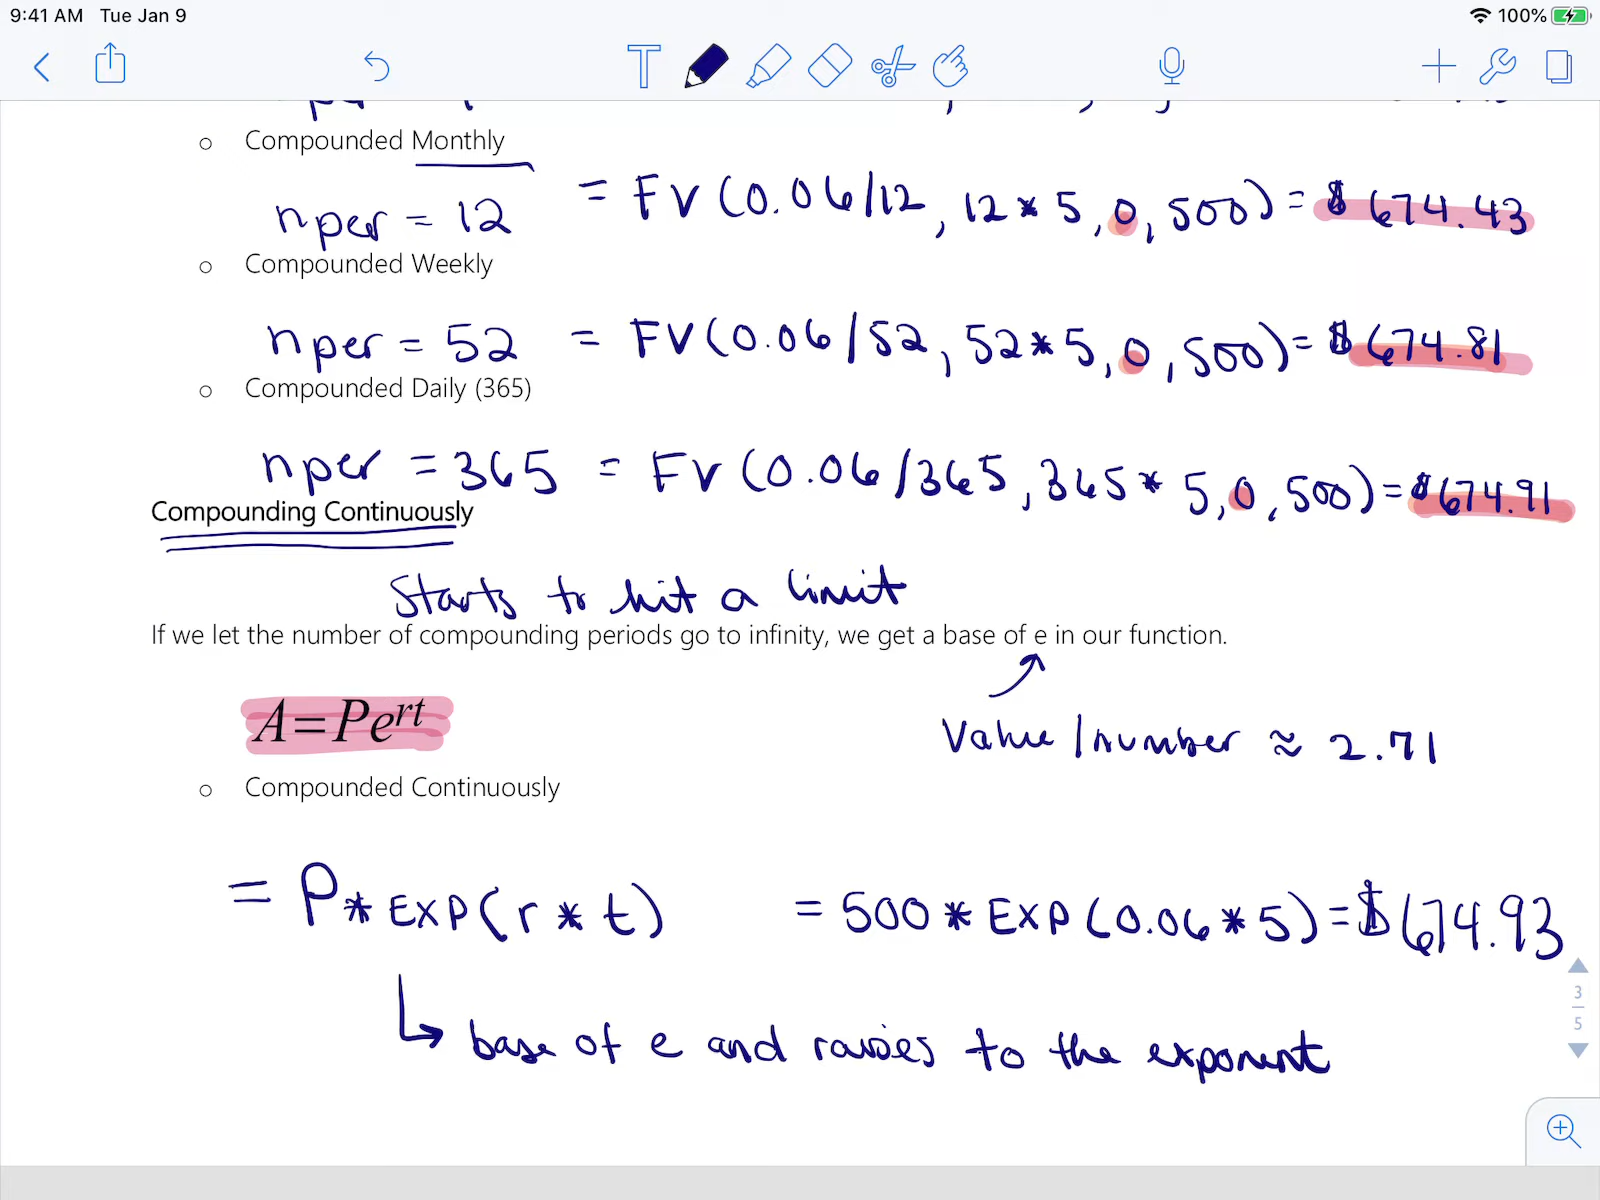 9:41 AM Tue Jan 9 100%
Compounded Monthly
nper = 12 = FV(0.06/12, 12*5,0,500)=$674.43
Compounded Weekly
nper = 52 = FV(0.06/52, 52*5,0,500)=$674.81
Compounded Daily (365)
nper = 365 = FV(0.06/365,365*5,0,500)=$674.91
Compounding Continuously
Starts to hit a limit
If we let the number of compounding periods go to infinity, we get a base of e in our function.
A=Pe^rt
Value/number ≈ 2.71
Compounded Continuously
= P*EXP(r*t) = 500*EXP(0.06*5)=$674.93
3
5
base of e and raises to the exponent